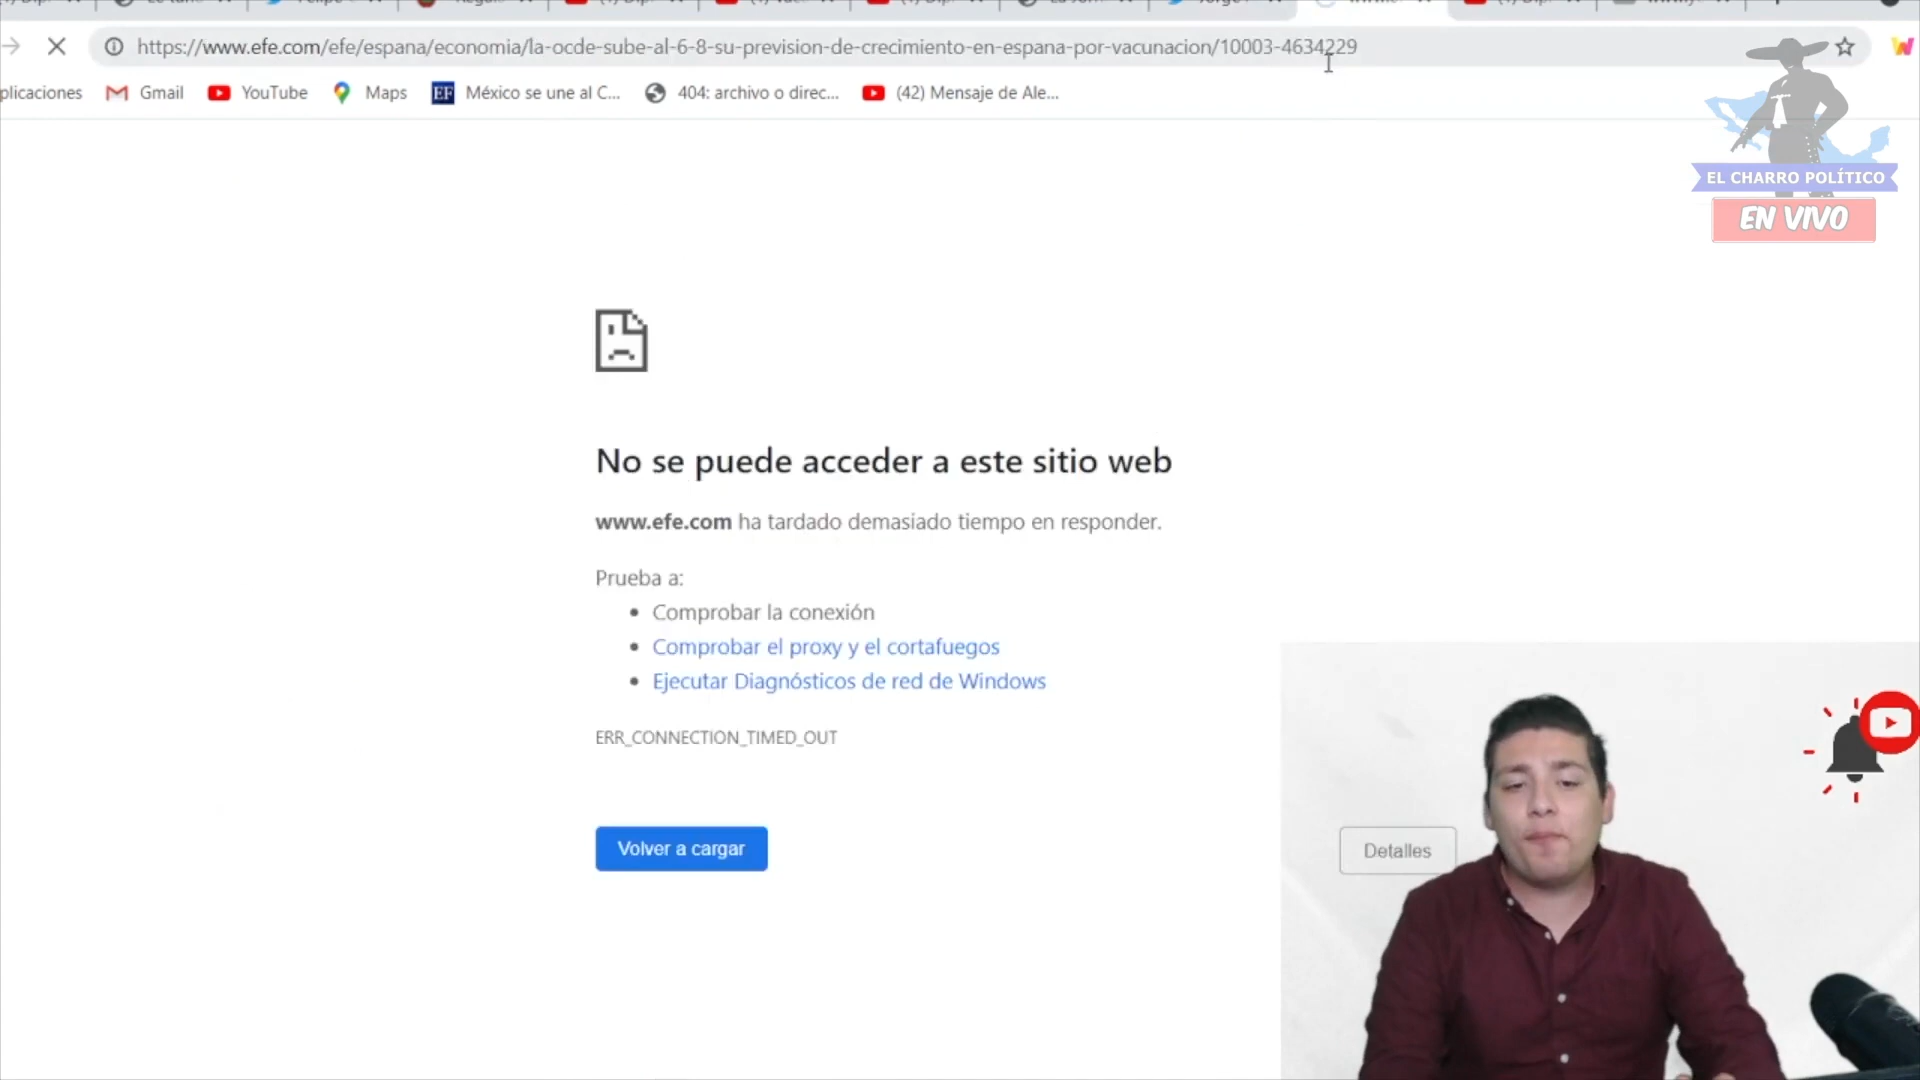 https://www.efe.com/efe/espana/economia/la-ocde-sube-al-6-8-su-prevision-de-crecimiento-en-espana-por-vacunacion/10003-4634229
plicaciones Gmail YouTube Maps EF México se une al C... 404: archivo o direc... (42) Mensaje de Ale...
EL CHARRO POLÍTICO
EN VIVO
No se puede acceder a este sitio web
www.efe.com ha tardado demasiado tiempo en responder.
Prueba a:
• Comprobar la conexión
• Comprobar el proxy y el cortafuegos
• Ejecutar Diagnósticos de red de Windows
ERR_CONNECTION_TIMED_OUT
Volver a cargar
Detalles